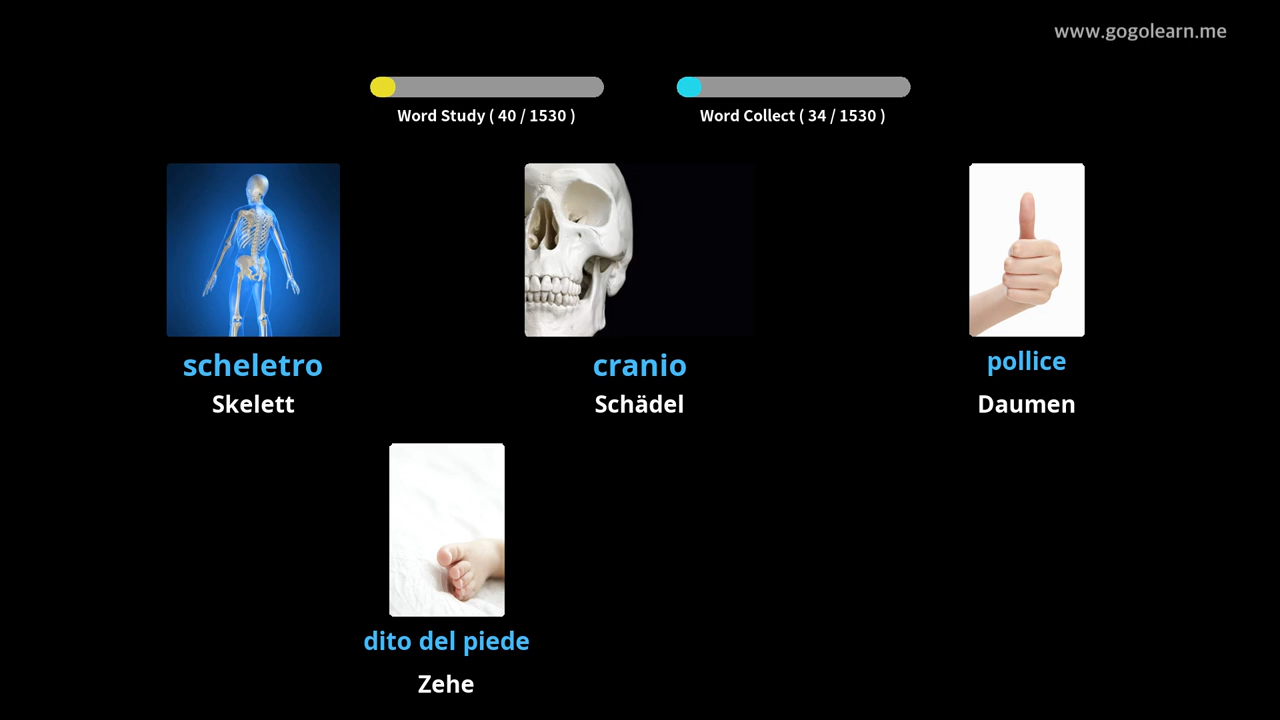 www.gogolearn.me
Word Study ( 40 / 1530 )
Word Collect ( 34 / 1530 )
scheletro
Skelett
cranio
Schädel
pollice
Daumen
dito del piede
Zehe